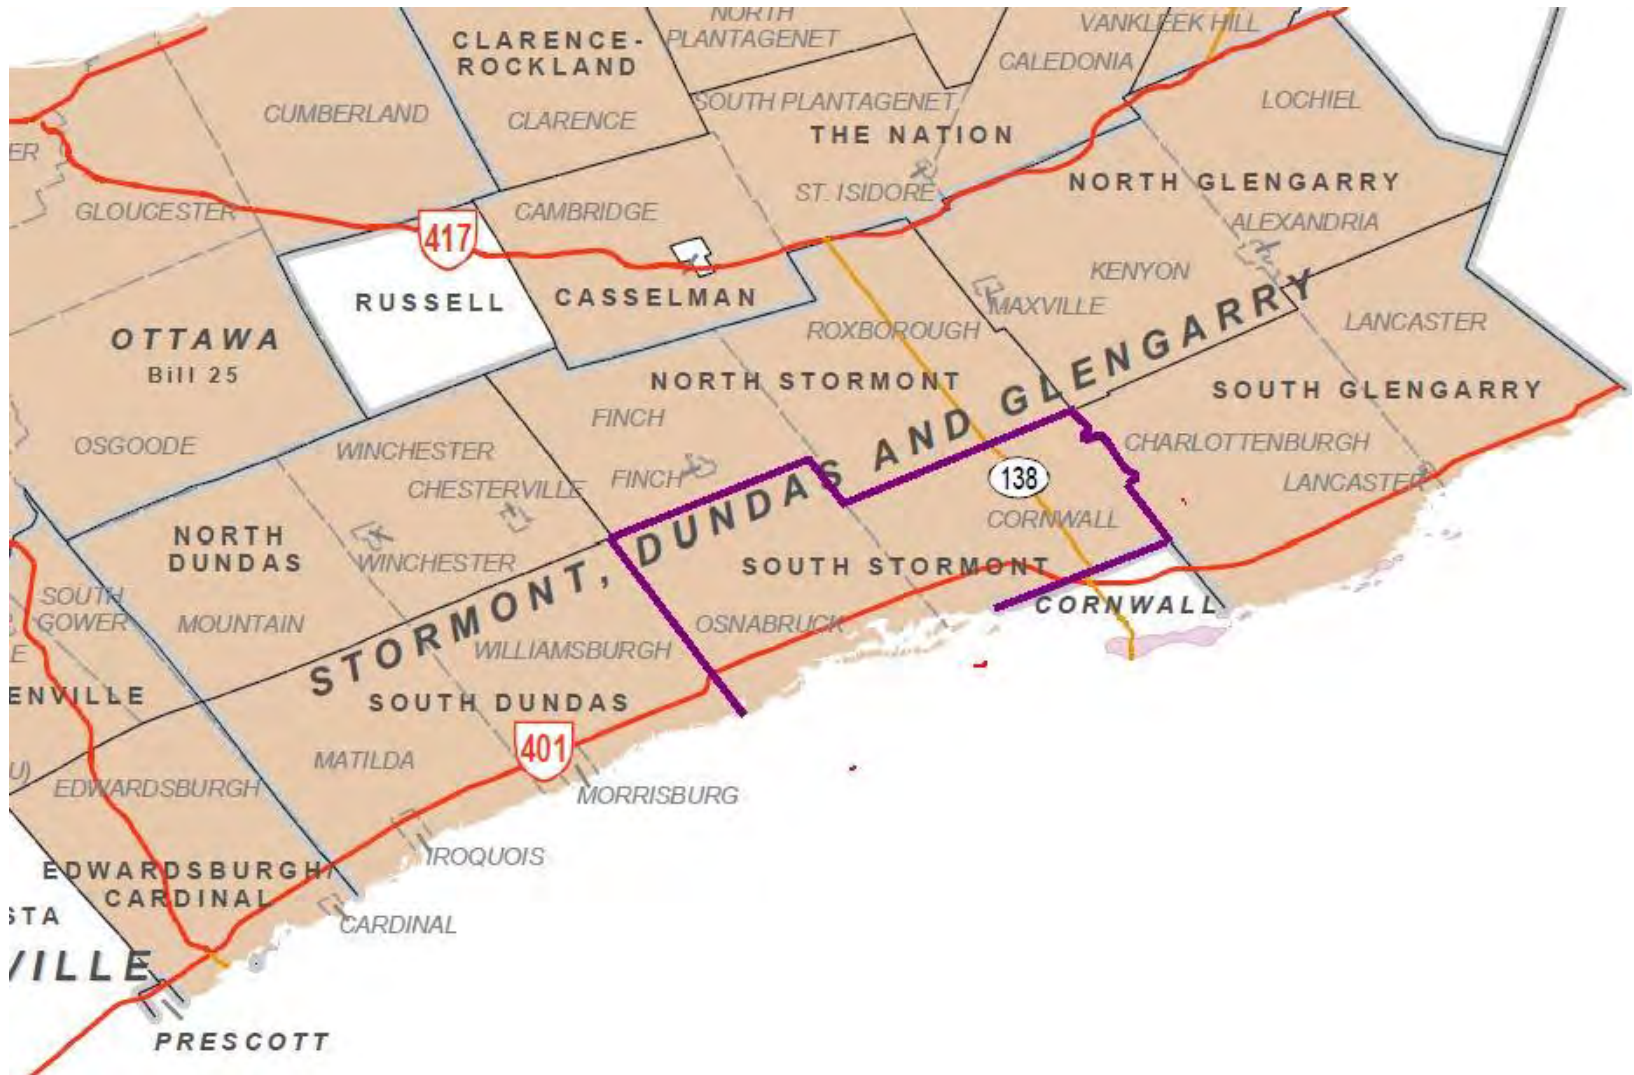 NORTH
PLANTAGENET
VANKLEEK HILL
CLARENCE-
ROCKLAND
CALEDONIA
CUMBERLAND
CLARENCE
SOUTH PLANTAGENET
LOCHIEL
THE NATION
ER
NORTH GLENGARRY
ST. ISIDORE
GLOUCESTER
CAMBRIDGE
ALEXANDRIA
417
KENYON
RUSSELL
CASSELMAN
MAXVILLE
ROXBOROUGH
LANCASTER
OTTAWA
Bill 25
NORTH STORMONT
SOUTH GLENGARRY
FINCH
OSGOODE
WINCHESTER
CHARLOTTENBURGH
CHESTERVILLE
FINCH
138
LANCASTER
CORNWALL
STORMONT, DUNDAS AND GLENGARRY
NORTH
DUNDAS
WINCHESTER
SOUTH STORMONT
SOUTH
GOWER
MOUNTAIN
CORNWALL
OSNABRUCK
E
WILLIAMSBURGH
ENVILLE
SOUTH DUNDAS
401
MATILDA
U)
EDWARDSBURGH
MORRISBURG
IROQUOIS
EDWARDSBURGH/
CARDINAL
STA
CARDINAL
VILLE
PRESCOTT